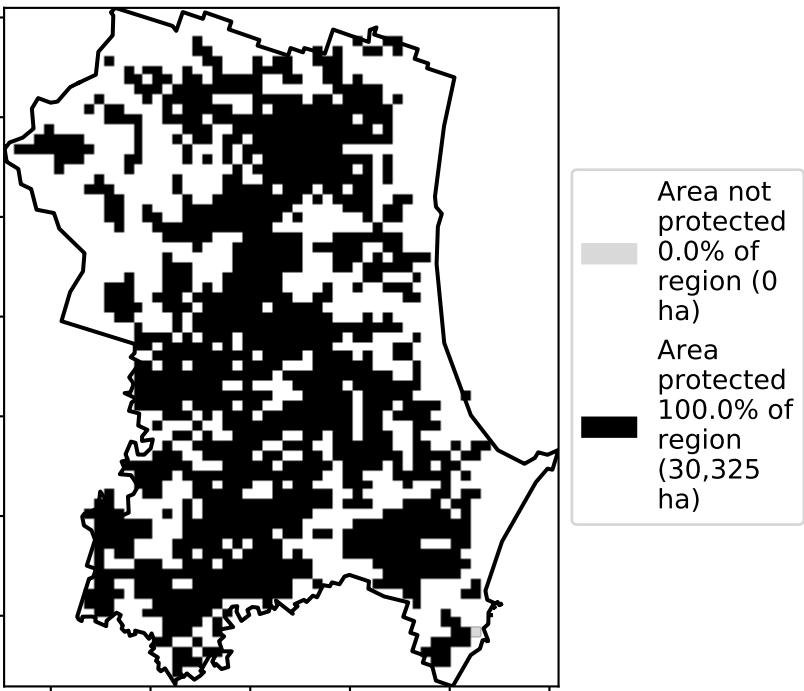 Area not
protected
0.0% of
region (0
ha)
Area
protected
100.0% of
region
(30,325
ha)